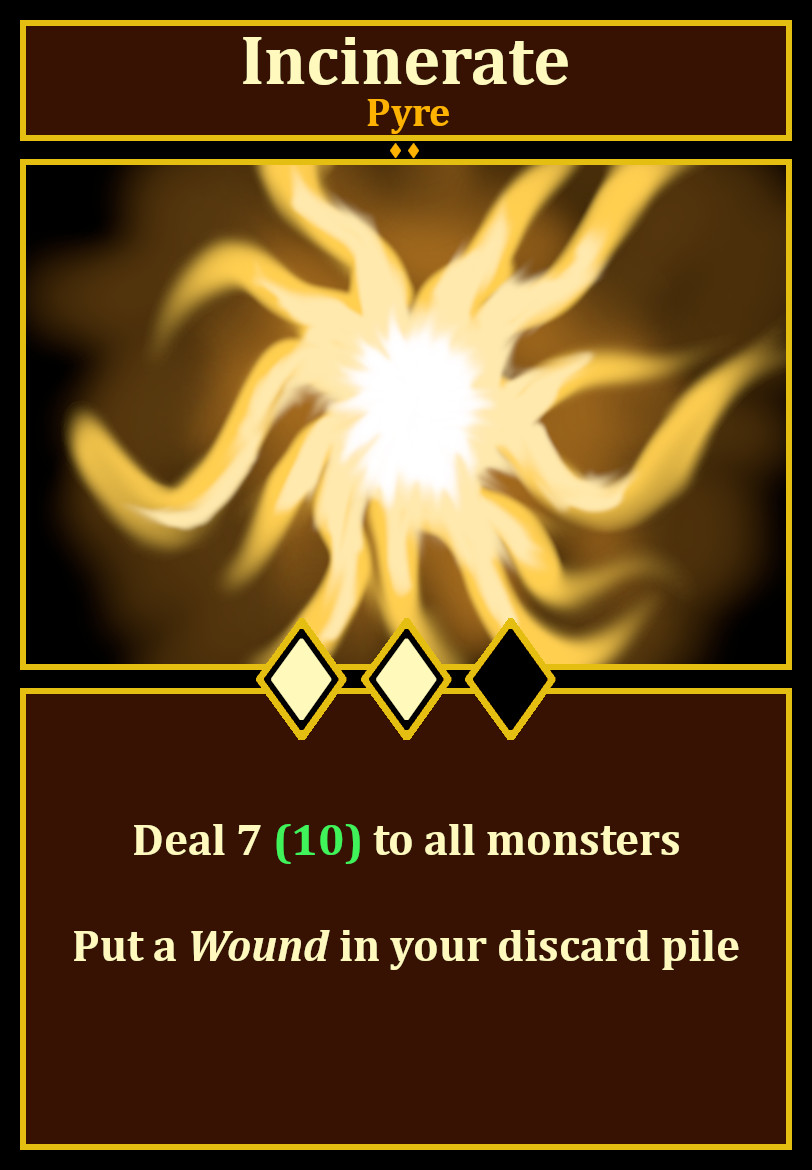 Incinerate
Pyre
Deal 7 (10) to all monsters
Put a Wound in your discard pile